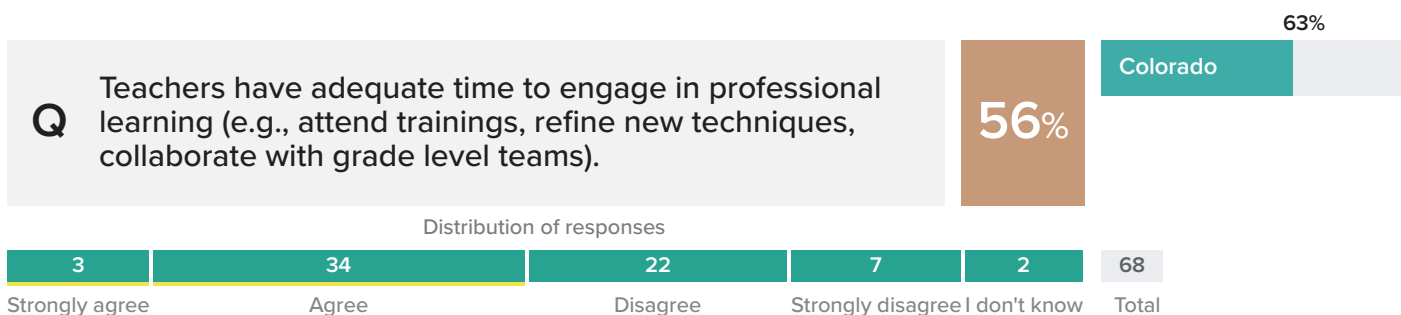 63%
Q
Teachers have adequate time to engage in professional
learning (e.g., attend trainings, refine new techniques,
collaborate with grade level teams).
56%
Colorado
Distribution of responses
3 34 22 7 2 68
Strongly agree Agree Disagree Strongly disagree I don't know Total